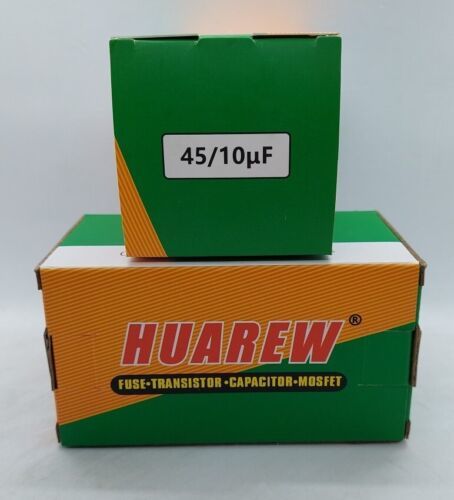 45/10µF
HUAREW®
FUSE•TRANSISTOR•CAPACITOR•MOSFET